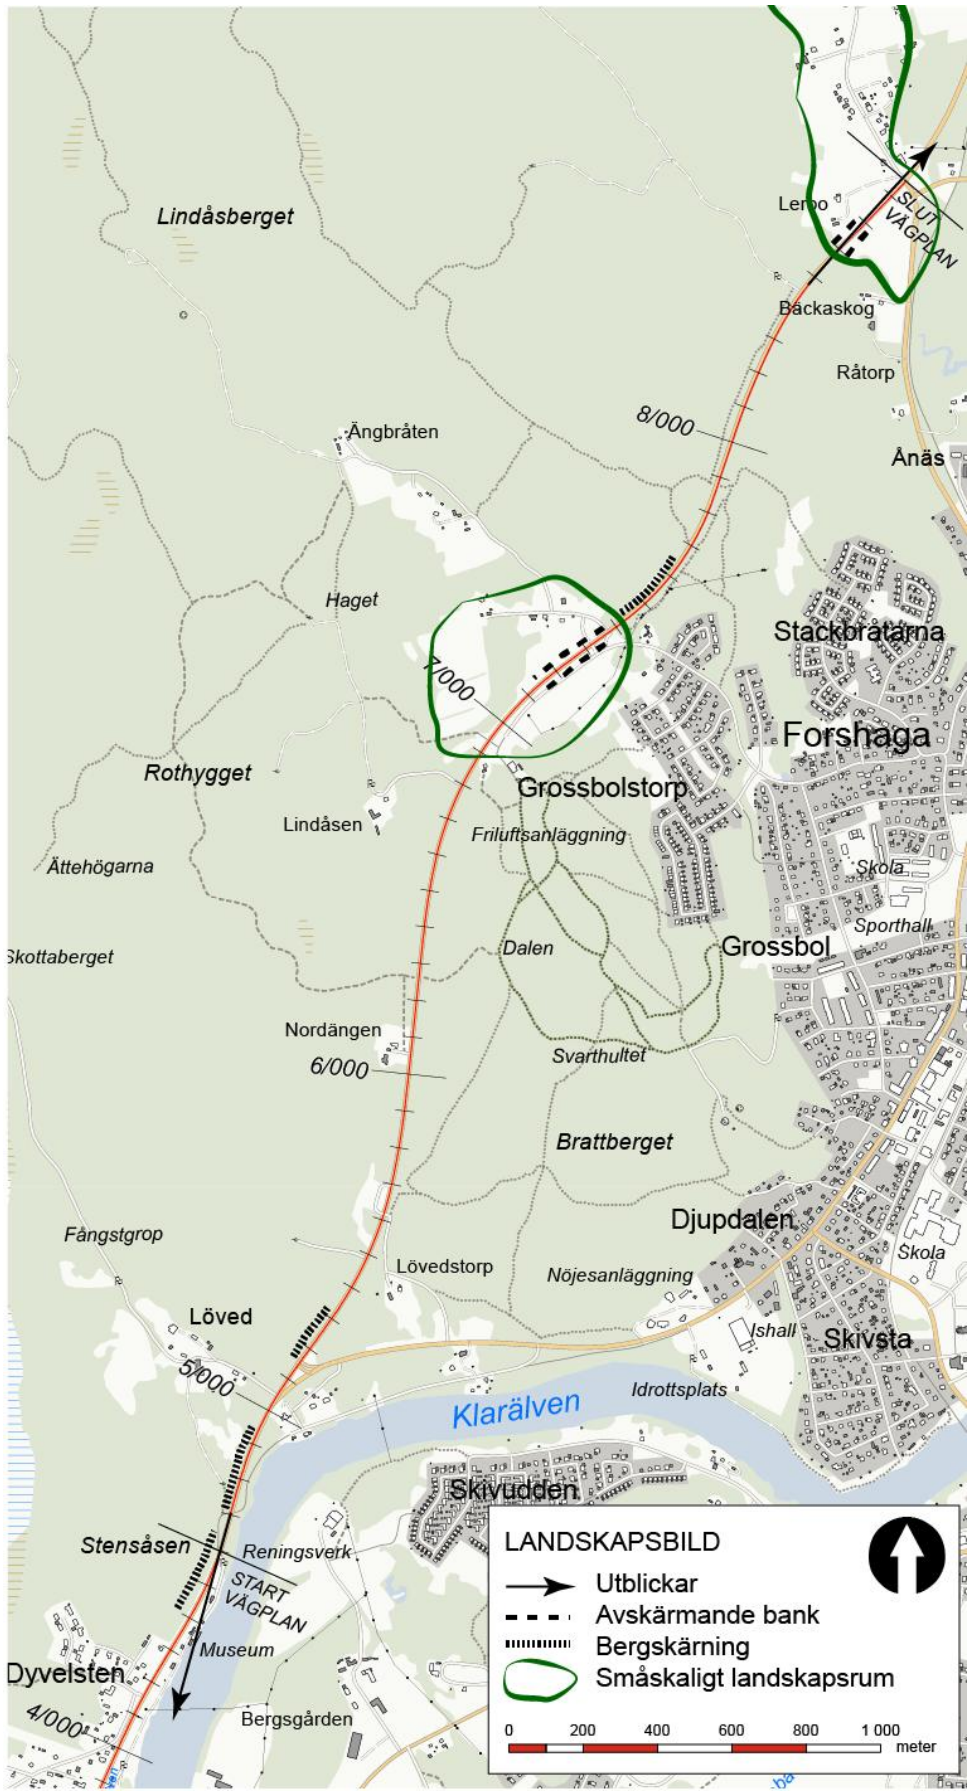 Lindåsberget
Lerbo
SLUT
VÄGPLAN
Bäckaskog
Råtorp
8/000
Ängbråten
Ånäs
Haget
Stackbråtarna
7/000
Forshaga
Rothygget
Grossbolstorp
Lindåsen
Friluftsanläggning
Ättehögarna
Skola
Sporthall
Skottaberget
Dalen
Grossbol
Nordängen
6/000
Svarthultet
Brattberget
Djupdalen
Fångstgrop
Lövedstorp
Nöjesanläggning
Skola
Löved
Ishall
Skivsta
5/000
Klarälven
Idrottsplats
Skivudden
Stensåsen
Reningsverk
START
VÄGPLAN
Museum
Dyvelsten
4/000
Bergsgården
LANDSKAPSBILD
Utblickar
Avskärmande bank
Bergskärning
Småskaligt landskapsrum
0 200 400 600 800 1 000 meter